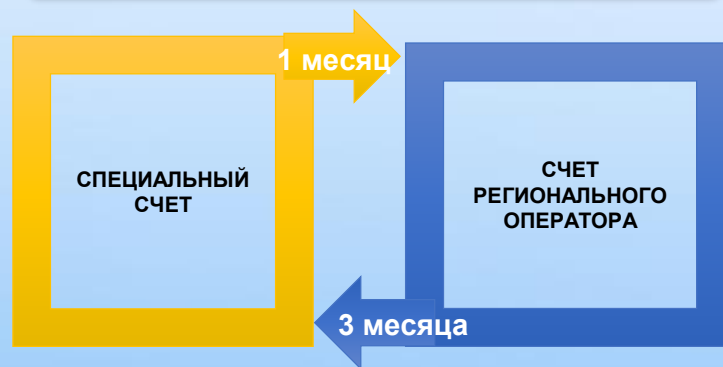 1 месяц
СПЕЦИАЛЬНЫЙ
СЧЕТ
СЧЕТ
РЕГИОНАЛЬНОГО
ОПЕРАТОРА
3 месяца